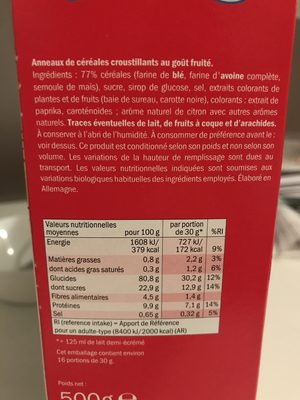 Anneaux de céréales croustillants au goût fruité.
Ingrédients : 77% céréales (farine de blé, farine d'avoine complète,
semoule de maïs), sucre, sirop de glucose, sel, extraits colorants de
plantes et de fruits (baie de sureau, carotte noire), colorants : extrait de
paprika, caroténoïdes ; arôme naturel de citron avec autres arômes
naturels. Traces éventuelles de lait, de fruits à coque et d'arachides.
À conserver à l'abri de l'humidité. À consommer de préférence avant le :
voir dessus. Ce produit est conditionné selon son poids et non selon son
volume. Les variations de la hauteur de remplissage sont dues au
transport. Les valeurs nutritionnelles indiquées sont soumises aux
variations biologiques habituelles des ingrédients employés. Élaboré en
Allemagne.
Valeurs nutritionnelles moyennes pour 100 g par portion de 30 g* %RI
Energie 1608 kJ/ 379 kcal 727 kJ/ 172 kcal 9%
Matières grasses 0,8 g 2,2 g 3%
dont acides gras saturés 0,3 g 1,2 g 6%
Glucides 80,8 g 30,2 g 12%
dont sucres 22,9 g 12,9 g 14%
Fibres alimentaires 4,5 g 1,4 g
Protéines 9,9 g 7,1 g 14%
Sel 0,65 g 0,32 g 5%
RI (reference intake) = Apport de Référence
pour un adulte-type (8400 kJ/2000 kcal) (AR)
*+ 125 ml de lait demi-écrémé
Cet emballage contient environ
16 portions de 30 g.
Poids net :
500g e